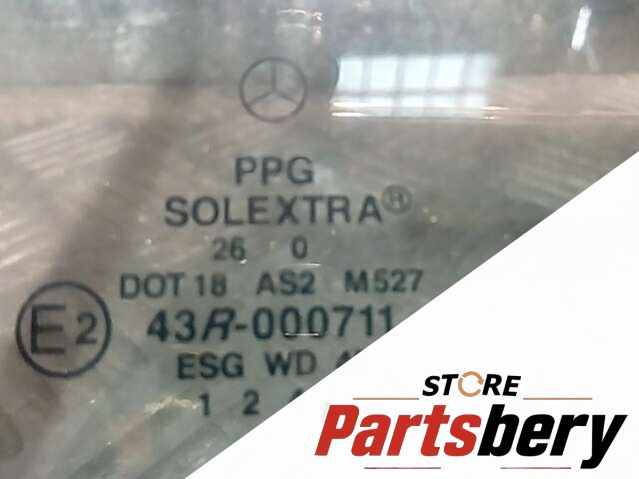 PPG
SOLEXTRA®
26 0
DOT 18 AS2 M527
E2 43R-000711
ESG WD
1 2
STORE
Partsbery